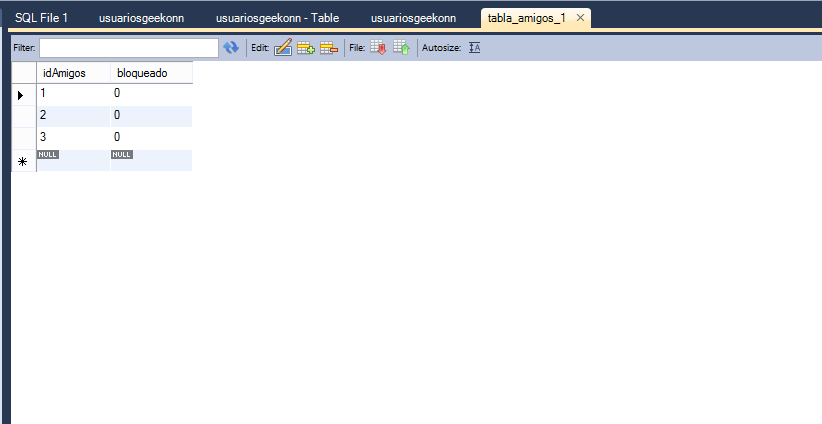 SQL File 1 usuariosgeekonn usuariosgeekonn - Table usuariosgeekonn tabla_amigos_1
Filter: Edit: File: Autosize:
idAmigos bloqueado
1 0
2 0
3 0
NULL NULL